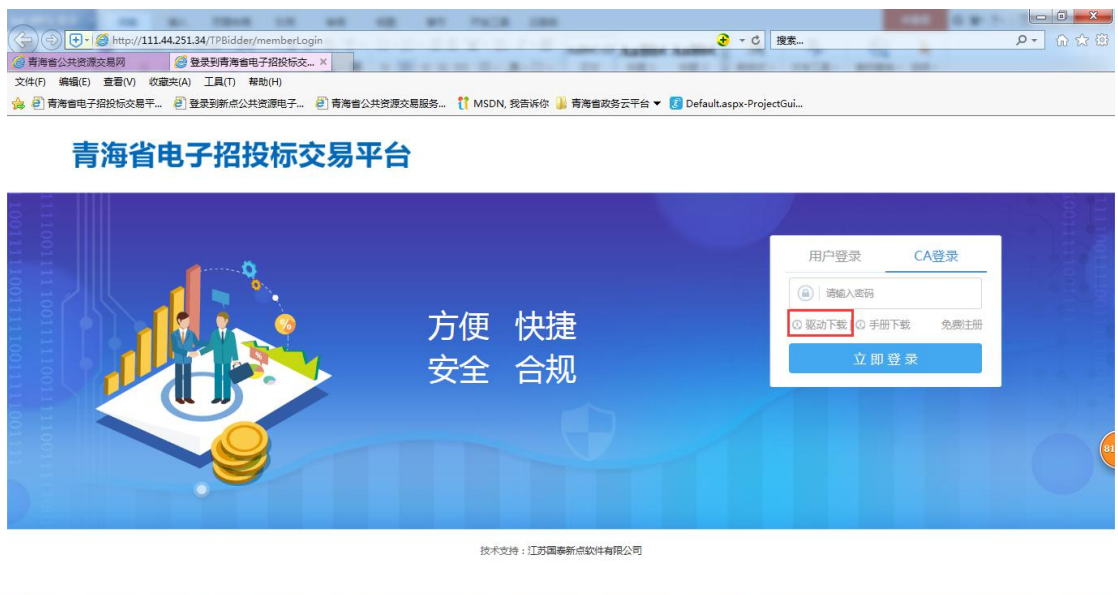 http://111.44.251.34/TPBidder/memberLogin
搜索...
青海省公共资源交易网
登录到青海省电子招投标交... ×
文件(F) 编辑(E) 查看(V) 收藏夹(A) 工具(T) 帮助(H)
青海省电子招投标交易平...
登录到新点公共资源电子...
青海省公共资源交易服务...
MSDN, 我告诉你
青海省政务云平台
Default.aspx-ProjectGui...
青海省电子招投标交易平台
方便 快捷
安全 合规
用户登录 CA登录
请输入密码
驱动下载 手册下载 免费注册
立即登录
81
技术支持：江苏国泰新点软件有限公司